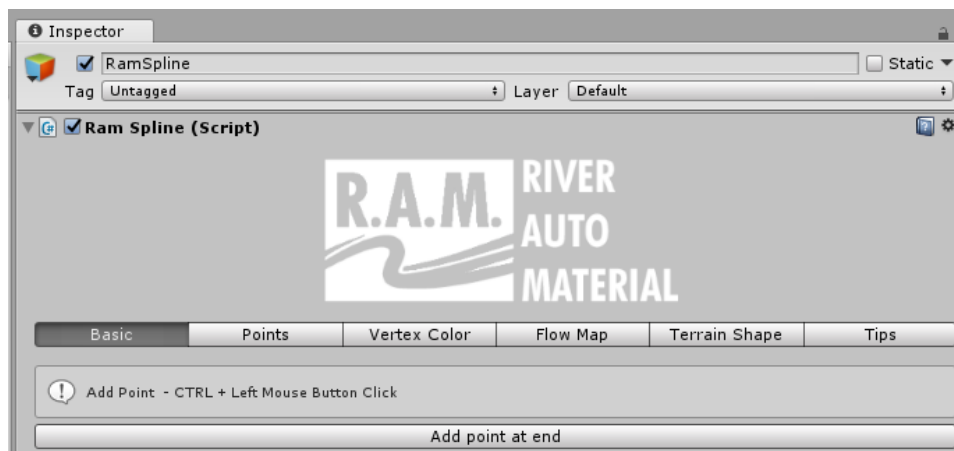 Inspector
RamSpline
Static
Tag Untagged Layer Default
Ram Spline (Script)
R.A.M.
RIVER
AUTO
MATERIAL
Basic Points Vertex Color Flow Map Terrain Shape Tips
Add Point - CTRL + Left Mouse Button Click
Add point at end